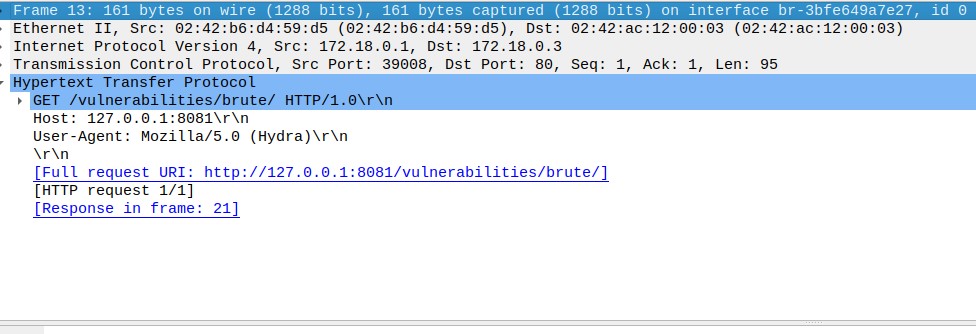 Frame 13: 161 bytes on wire (1288 bits), 161 bytes captured (1288 bits) on interface br-3bfe649a7e27, id 0
Ethernet II, Src: 02:42:b6:d4:59:d5 (02:42:b6:d4:59:d5), Dst: 02:42:ac:12:00:03 (02:42:ac:12:00:03)
Internet Protocol Version 4, Src: 172.18.0.1, Dst: 172.18.0.3
Transmission Control Protocol, Src Port: 39008, Dst Port: 80, Seq: 1, Ack: 1, Len: 95
Hypertext Transfer Protocol
GET /vulnerabilities/brute/ HTTP/1.0\r\n
Host: 127.0.0.1:8081\r\n
User-Agent: Mozilla/5.0 (Hydra)\r\n
\r\n
[Full request URI: http://127.0.0.1:8081/vulnerabilities/brute/]
[HTTP request 1/1]
[Response in frame: 21]